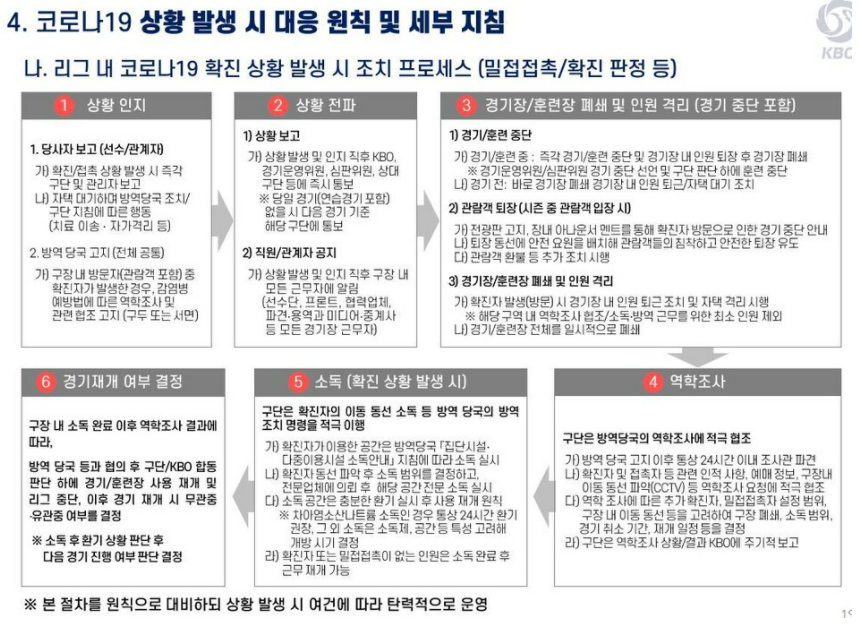 4. 코로나19 상황 발생 시 대응 원칙 및 세부 지침
KBO
나. 리그 내 코로나19 확진 상황 발생 시 조치 프로세스 (밀접접촉/확진 판정 등)
1 상황 인지
1. 당사자 보고 (선수/관계자)
가) 확진/접촉 상황 발생 시 즉각
구단 및 관리자 보고
나) 자택 대기하며 방역당국 조치/
구단 지침에 따른 행동
(치료 이송 · 자가격리 등)
2. 방역 당국 고지 (전체 공통)
가) 구장 내 방문자(관람객 포함) 중
확진자가 발생한 경우, 감염병
예방법에 따른 역학조사 및
관련 협조 고지 (구두 또는 서면)
2 상황 전파
1) 상황 보고
가) 상황 발생 및 인지 직후 KBO,
경기운영위원, 심판위원, 상대
구단 등에 즉시 통보
※ 당일 경기(연습경기 포함)
없을 시 다음 경기 기준
해당 구단에 통보
2) 직원/관계자 공지
가) 상황 발생 및 인지 직후 구장 내
모든 근무자에 알림
(선수단, 프론트, 협력업체,
파견·용역과 미디어·중계사
등 모든 경기장 근무자)
3 경기장/훈련장 폐쇄 및 인원 격리 (경기 중단 포함)
1) 경기/훈련 중단
가) 경기/훈련 중 : 즉각 경기/훈련 중단 및 경기장 내 인원 퇴장 후 경기장 폐쇄
※ 경기운영위원/심판위원 경기 중단 선언 및 구단 판단 하에 훈련 중단
나) 경기 전: 바로 경기장 폐쇄 경기장 내 인원 퇴근/자택 대기 조치
2) 관람객 퇴장 (시즌 중 관람객 입장 시)
가) 전광판 고지, 장내 아나운서 멘트를 통해 확진자 방문으로 인한 경기 중단 안내
나) 퇴장 동선에 안전 요원을 배치해 관람객들의 침착하고 안전한 퇴장 유도
다) 관람객 환불 등 추가 조치 시행
3) 경기장/훈련장 폐쇄 및 인원 격리
가) 확진자 발생(방문) 시 경기장 내 인원 퇴근 조치 및 자택 격리 시행
※ 해당 구역 내 역학조사 협조/소독·방역 근무를 위한 최소 인원 제외
나) 경기/훈련장 전체를 일시적으로 폐쇄
6 경기재개 여부 결정
구장 내 소독 완료 이후 역학조사 결과에
따라,
방역 당국 등과 협의 후 구단/KBO 합동
판단 하에 경기/훈련장 사용 재개 및
리그 중단, 이후 경기 재개 시 무관중
·유관중 여부를 결정
※ 소독 후 환기 상황 판단 후
다음 경기 진행 여부 판단 결정
5 소독 (확진 상황 발생 시)
구단은 확진자의 이동 동선 소독 등 방역 당국의 방역
조치 명령을 적극 이행
가) 확진자가 이용한 공간은 방역당국 「집단시설·
다중이용시설 소독안내」 지침에 따라 소독 실시
나) 확진자 동선 파악 후 소독 범위를 결정하고,
전문업체에 의뢰 후 해당 공간 전문 소독 실시
다) 소독 공간은 충분한 환기 실시 후 사용 재개 원칙
※ 차아염소산나트륨 소독인 경우 통상 24시간 환기
권장, 그 외 소독은 소독제, 공간 등 특성 고려해
개방 시기 결정
라) 확진자 또는 밀접접촉이 없는 인원은 소독 완료 후
근무 재개 가능
4 역학조사
구단은 방역당국의 역학조사에 적극 협조
가) 방역 당국 고지 이후 통상 24시간 이내 조사관 파견
나) 확진자 및 접촉자 등 관련 인적 사항, 예매 정보, 구장내
이동 동선 파악(CCTV) 등 역학조사 요청에 적극 협조
다) 역학 조사에 따른 추가 확진자, 밀접접촉자 설정 범위,
구장 내 이동 동선 등을 고려하여 구장 폐쇄, 소독 범위,
경기 취소 기간, 재개 일정 등을 결정
라) 구단은 역학조사 상황/결과 KBO에 주기적 보고
※ 본 절차를 원칙으로 대비하되 상황 발생 시 여건에 따라 탄력적으로 운영